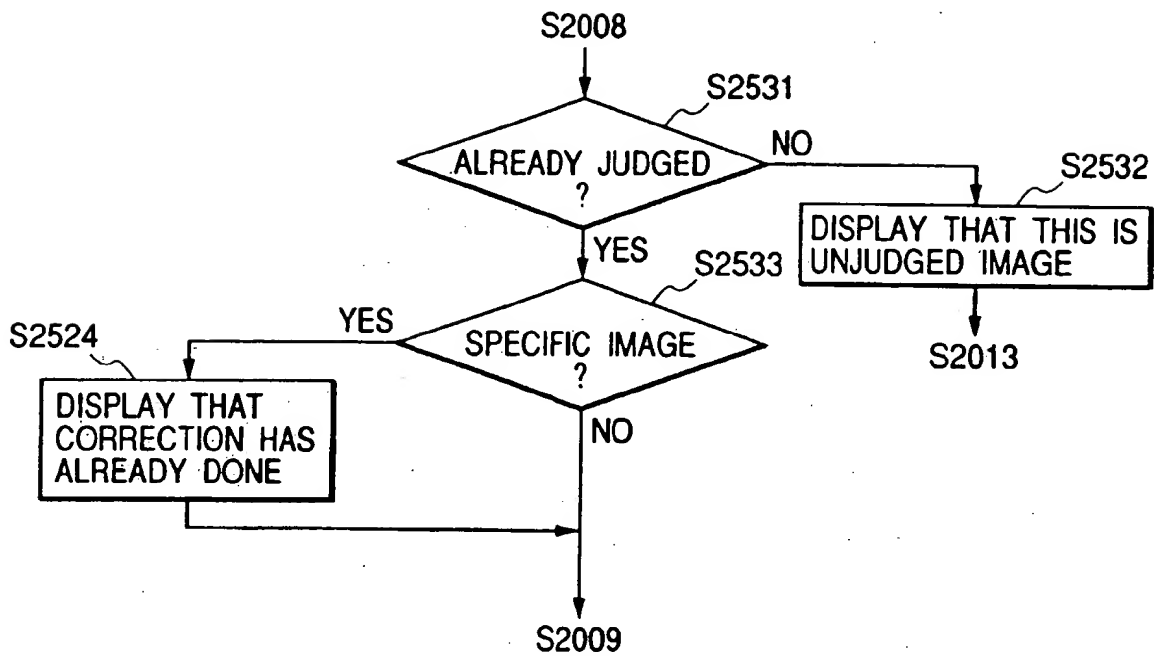 S2008
S2531
ALREADY JUDGED
?
NO
S2532
DISPLAY THAT THIS IS
UNJUDGED IMAGE
YES
S2533
S2013
YES
SPECIFIC IMAGE
?
S2524
DISPLAY THAT
CORRECTION HAS
ALREADY DONE
NO
S2009